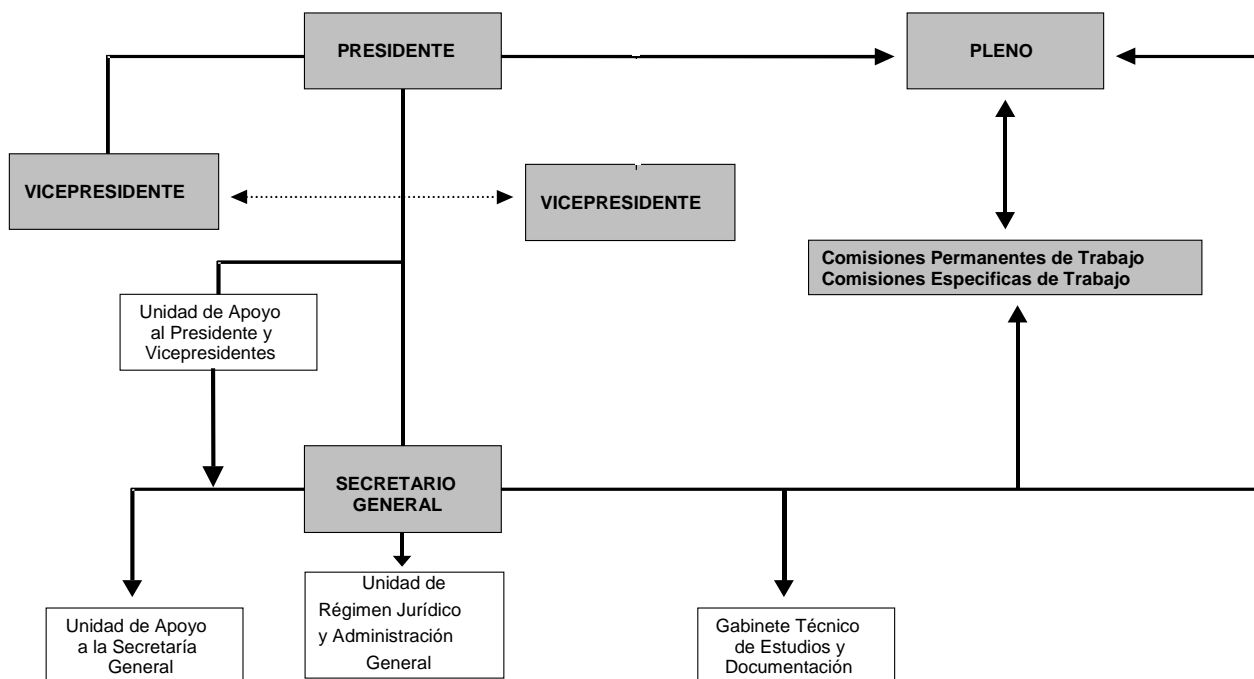 PRESIDENTE
PLENO
VICEPRESIDENTE
VICEPRESIDENTE
Comisiones Permanentes de Trabajo
Comisiones Especificas de Trabajo
Unidad de Apoyo
al Presidente y
Vicepresidentes
SECRETARIO
GENERAL
Unidad de Apoyo
a la Secretaría
General
Unidad de
Régimen Jurídico
y Administración
General
Gabinete Técnico
de Estudios y
Documentación